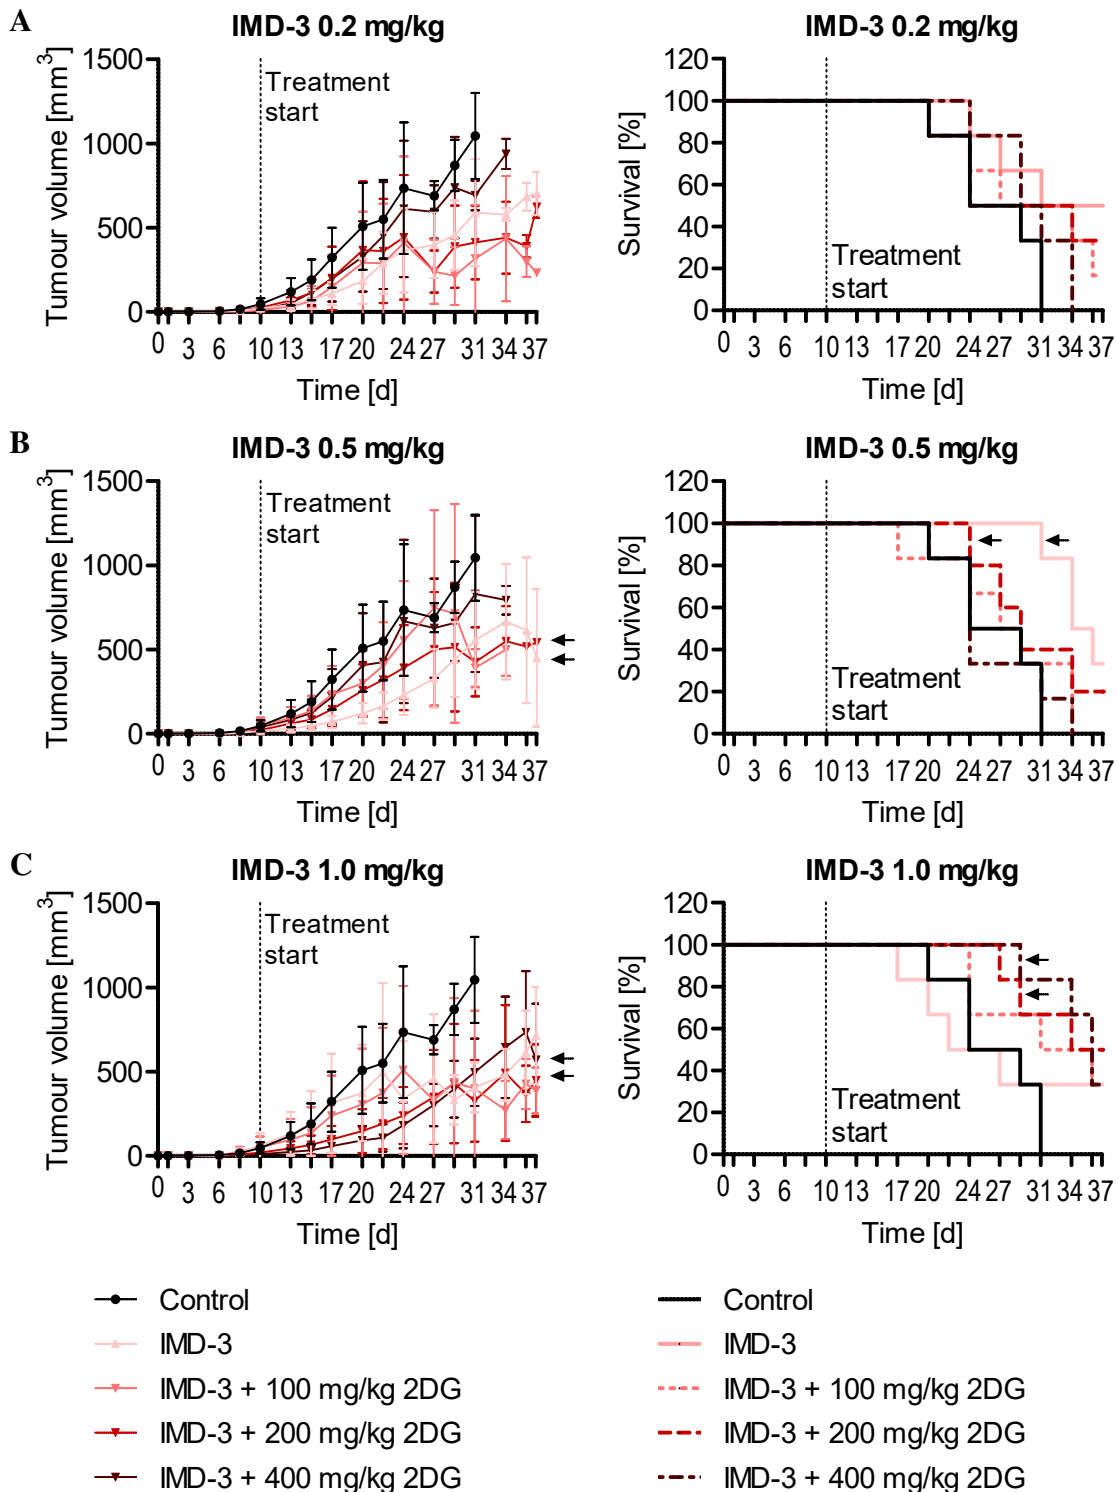 A
IMD-3 0.2 mg/kg
Tumour volume [mm³]
1500
1000
500
0
Treatment
start
0 3 6 10 13 17 20 24 27 31 34 37
Time [d]
IMD-3 0.2 mg/kg
Survival [%]
120
100
80
60
40
20
0
Treatment
start
0 3 6 10 13 17 20 24 27 31 34 37
Time [d]
B
IMD-3 0.5 mg/kg
Tumour volume [mm³]
1500
1000
500
0
Treatment
start
0 3 6 10 13 17 20 24 27 31 34 37
Time [d]
IMD-3 0.5 mg/kg
Survival [%]
120
100
80
60
40
20
0
Treatment
start
0 3 6 10 13 17 20 24 27 31 34 37
Time [d]
C
IMD-3 1.0 mg/kg
Tumour volume [mm³]
1500
1000
500
0
Treatment
start
0 3 6 10 13 17 20 24 27 31 34 37
Time [d]
IMD-3 1.0 mg/kg
Survival [%]
120
100
80
60
40
20
0
Treatment
start
0 3 6 10 13 17 20 24 27 31 34 37
Time [d]
Control
IMD-3
IMD-3 + 100 mg/kg 2DG
IMD-3 + 200 mg/kg 2DG
IMD-3 + 400 mg/kg 2DG
Control
IMD-3
IMD-3 + 100 mg/kg 2DG
IMD-3 + 200 mg/kg 2DG
IMD-3 + 400 mg/kg 2DG